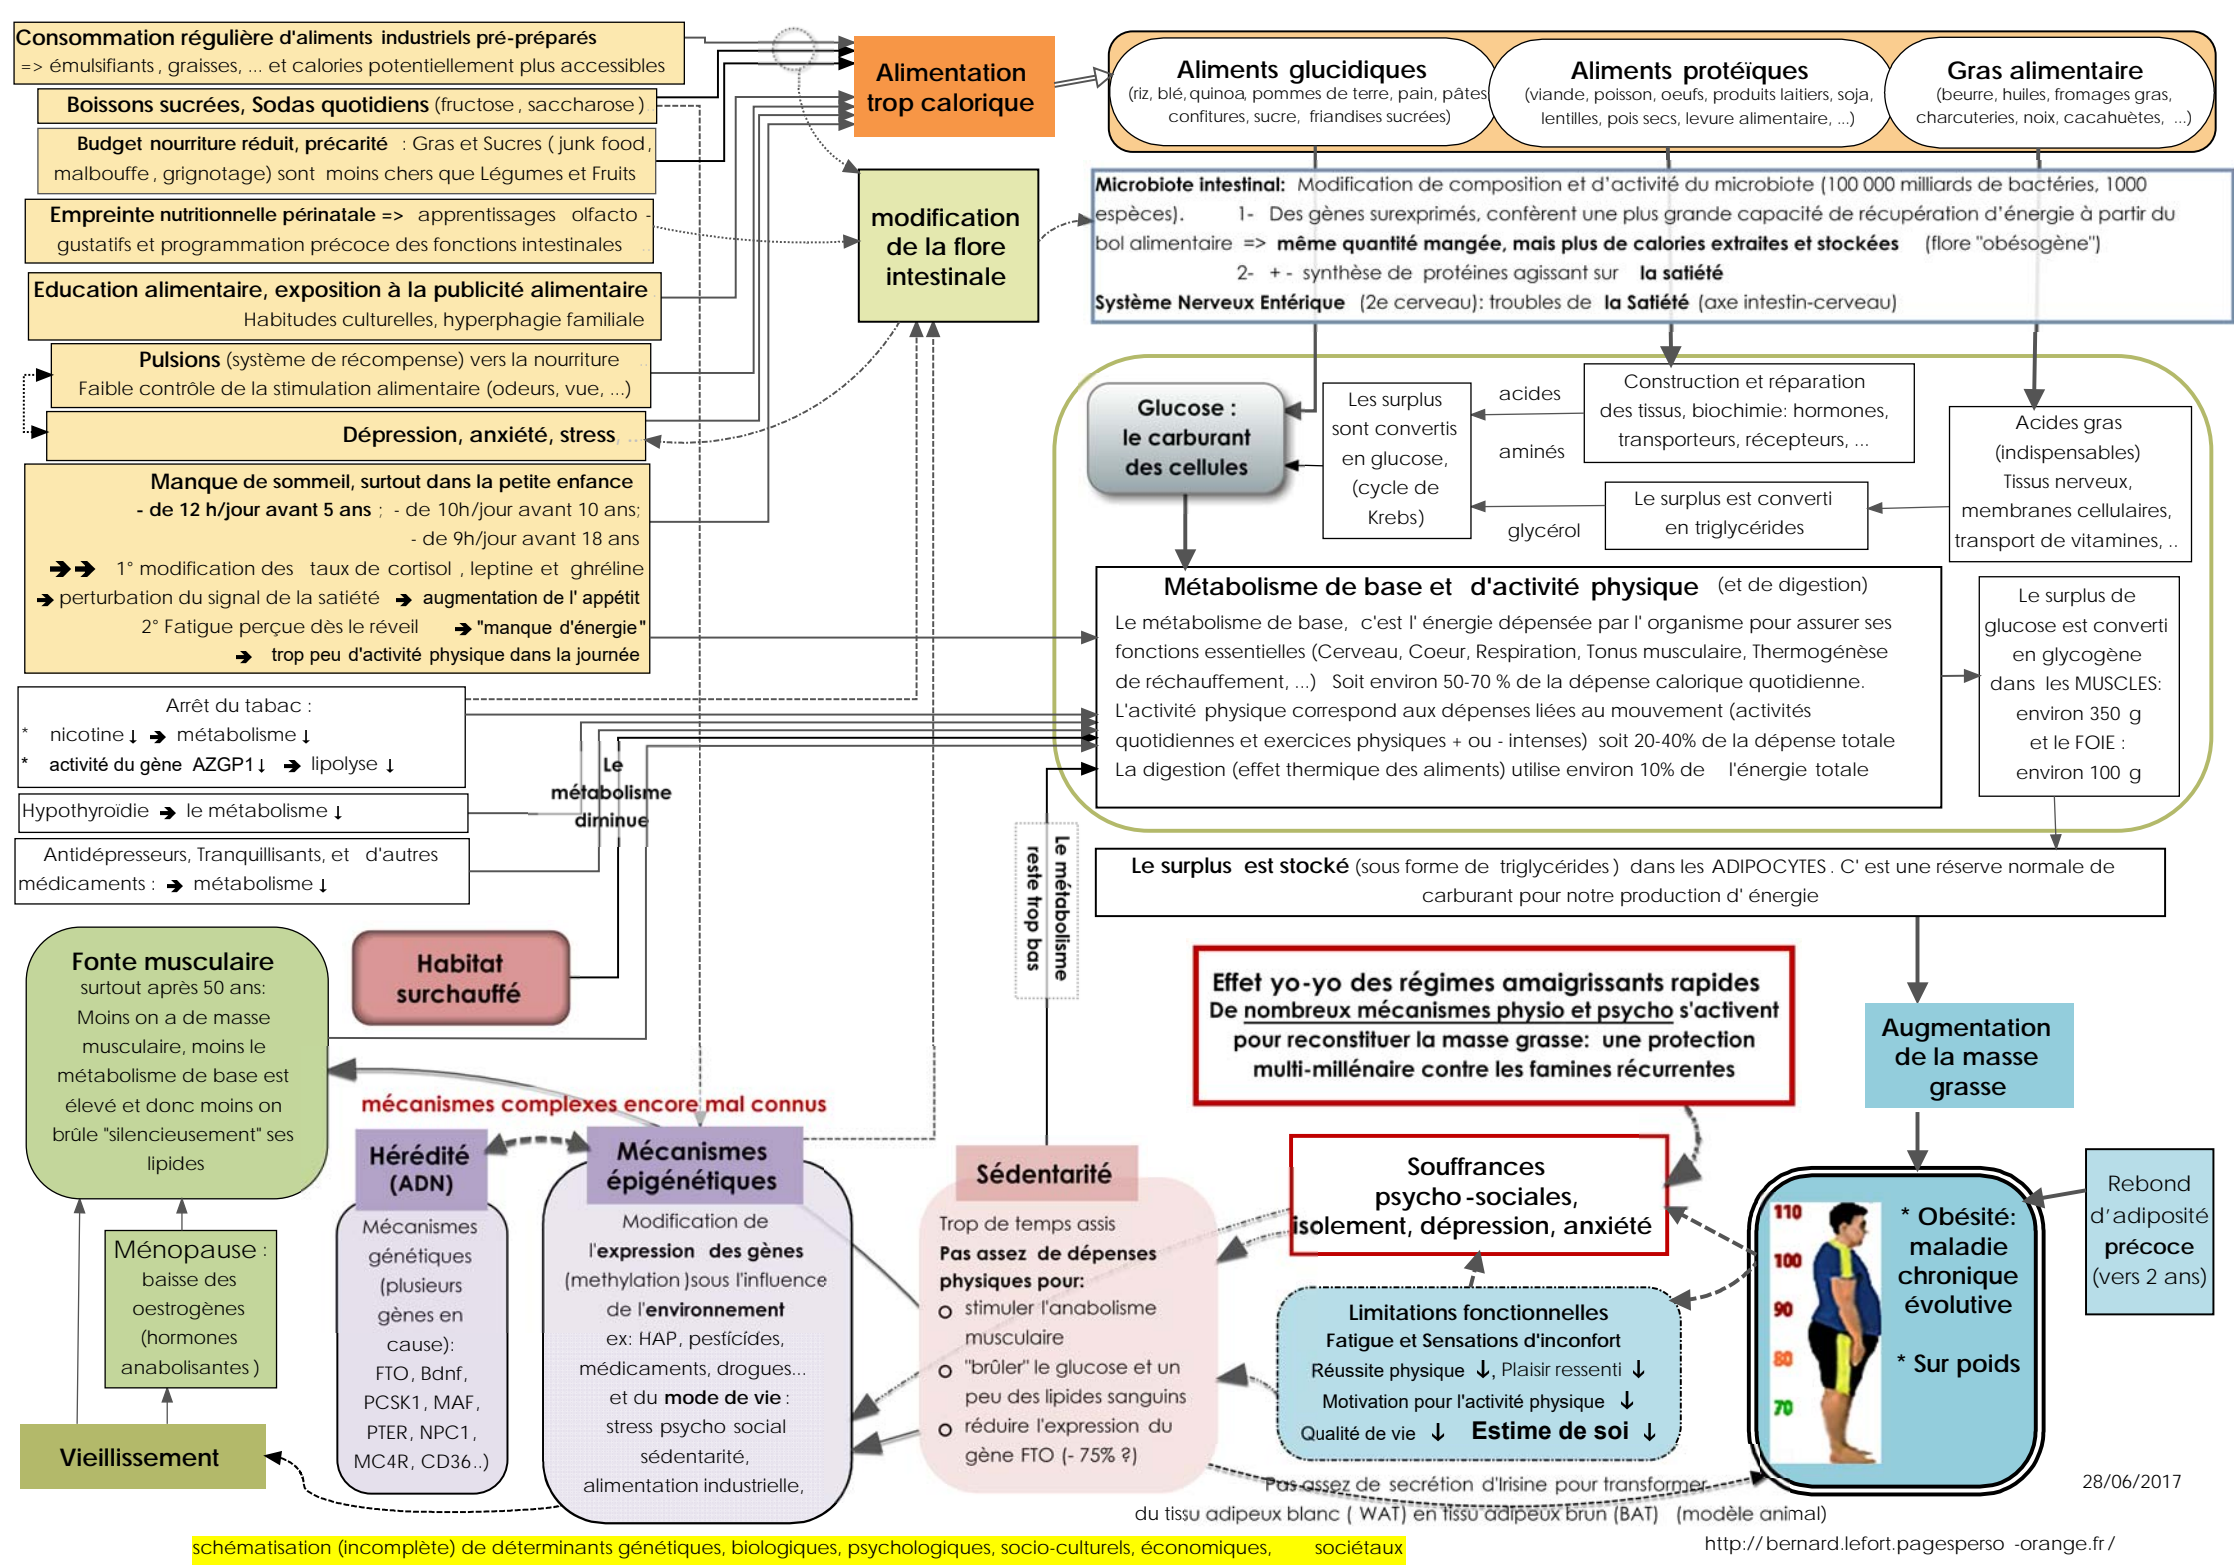 Consommation régulière d'aliments industriels pré-préparés
=> émulsifiants, graisses, ... et calories potentiellement plus accessibles
Boissons sucrées, Sodas quotidiens (fructose, saccharose)
Budget nourriture réduit, précarité : Gras et Sucres (junk food,
malbouffe, grignotage) sont moins chers que Légumes et Fruits
Empreinte nutritionnelle périnatale => apprentissages olfacto -
gustatifs et programmation précoce des fonctions intestinales
Education alimentaire, exposition à la publicité alimentaire
Habitudes culturelles, hyperphagie familiale
Pulsions (système de récompense) vers la nourriture
Faible contrôle de la stimulation alimentaire (odeurs, vue, ...)
Dépression, anxiété, stress, ...
Manque de sommeil, surtout dans la petite enfance
- de 12 h/jour avant 5 ans ; - de 10h/jour avant 10 ans;
- de 9h/jour avant 18 ans
➔➔ 1° modification des taux de cortisol, leptine et ghréline
➔ perturbation du signal de la satiété ➔ augmentation de l' appétit
2° Fatigue perçue dès le réveil ➔ "manque d'énergie"
➔ trop peu d'activité physique dans la journée
Arrêt du tabac :
* nicotine ↓ ➔ métabolisme ↓
* activité du gène AZGP1 ↓ ➔ lipolyse ↓
Hypothyroïdie ➔ le métabolisme ↓
Antidépresseurs, Tranquillisants, et d'autres
médicaments : ➔ métabolisme ↓
Le
métabolisme
diminue
Alimentation
trop calorique
modification
de la flore
intestinale
Aliments glucidiques
(riz, blé, quinoa, pommes de terre, pain, pâtes
confitures, sucre, friandises sucrées)
Aliments protéïques
(viande, poisson, oeufs, produits laitiers, soja,
lentilles, pois secs, levure alimentaire, ...)
Gras alimentaire
(beurre, huiles, fromages gras,
charcuteries, noix, cacahuètes, ...)
Microbiote intestinal: Modification de composition et d'activité du microbiote (100 000 milliards de bactéries, 1000
espèces). 1- Des gènes surexprimés, confèrent une plus grande capacité de récupération d'énergie à partir du
bol alimentaire => même quantité mangée, mais plus de calories extraites et stockées (flore "obésogène")
2- + - synthèse de protéines agissant sur la satiété
Système Nerveux Entérique (2e cerveau): troubles de la Satiété (axe intestin-cerveau)
Glucose :
le carburant
des cellules
Les surplus
sont convertis
en glucose,
(cycle de
Krebs)
acides
aminés
glycérol
Construction et réparation
des tissus, biochimie: hormones,
transporteurs, récepteurs, ...
Le surplus est converti
en triglycérides
Acides gras
(indispensables)
Tissus nerveux,
membranes cellulaires,
transport de vitamines, ..
Métabolisme de base et d'activité physique (et de digestion)
Le métabolisme de base, c'est l' énergie dépensée par l' organisme pour assurer ses
fonctions essentielles (Cerveau, Coeur, Respiration, Tonus musculaire, Thermogénèse
de réchauffement, ...) Soit environ 50-70 % de la dépense calorique quotidienne.
L'activité physique correspond aux dépenses liées au mouvement (activités
quotidiennes et exercices physiques + ou - intenses) soit 20-40% de la dépense totale
La digestion (effet thermique des aliments) utilise environ 10% de l'énergie totale
Le surplus de
glucose est converti
en glycogène
dans les MUSCLES:
environ 350 g
et le FOIE :
environ 100 g
Le surplus est stocké (sous forme de triglycérides) dans les ADIPOCYTES. C' est une réserve normale de
carburant pour notre production d' énergie
Le métabolisme
reste trop bas
Fonte musculaire
surtout après 50 ans:
Moins on a de masse
musculaire, moins le
métabolisme de base est
élevé et donc moins on
brûle "silencieusement" ses
lipides
Habitat
surchauffé
Effet yo-yo des régimes amaigrissants rapides
De nombreux mécanismes physio et psycho s'activent
pour reconstituer la masse grasse: une protection
multi-millénaire contre les famines récurrentes
Augmentation
de la masse
grasse
mécanismes complexes encore mal connus
Hérédité
(ADN)
Mécanismes
génétiques
(plusieurs
gènes en
cause):
FTO, Bdnf,
PCSK1, MAF,
PTER, NPC1,
MC4R, CD36..)
Mécanismes
épigénétiques
Modification de
l'expression des gènes
(methylation)sous l'influence
de l'environnement
ex: HAP, pesticides,
médicaments, drogues...
et du mode de vie :
stress psycho social
sédentarité,
alimentation industrielle,
Sédentarité
Trop de temps assis
Pas assez de dépenses
physiques pour:
o stimuler l'anabolisme
musculaire
o "brûler" le glucose et un
peu des lipides sanguins
o réduire l'expression du
gène FTO (- 75% ?)
Souffrances
psycho-sociales,
isolement, dépression, anxiété
Limitations fonctionnelles
Fatigue et Sensations d'inconfort
Réussite physique ↓, Plaisir ressenti ↓
Motivation pour l'activité physique ↓
Qualité de vie ↓ Estime de soi ↓
110
100
90
80
70
* Obésité:
maladie
chronique
évolutive
* Sur poids
Rebond
d'adiposité
précoce
(vers 2 ans)
Ménopause :
baisse des
oestrogènes
(hormones
anabolisantes)
Vieillissement
Pas assez de secrétion d'Irisine pour transformer
du tissu adipeux blanc ( WAT) en tissu adipeux brun (BAT) (modèle animal)
28/06/2017
schématisation (incomplète) de déterminants génétiques, biologiques, psychologiques, socio-culturels, économiques, sociétaux
http://bernard.lefort.pagesperso -orange.fr/